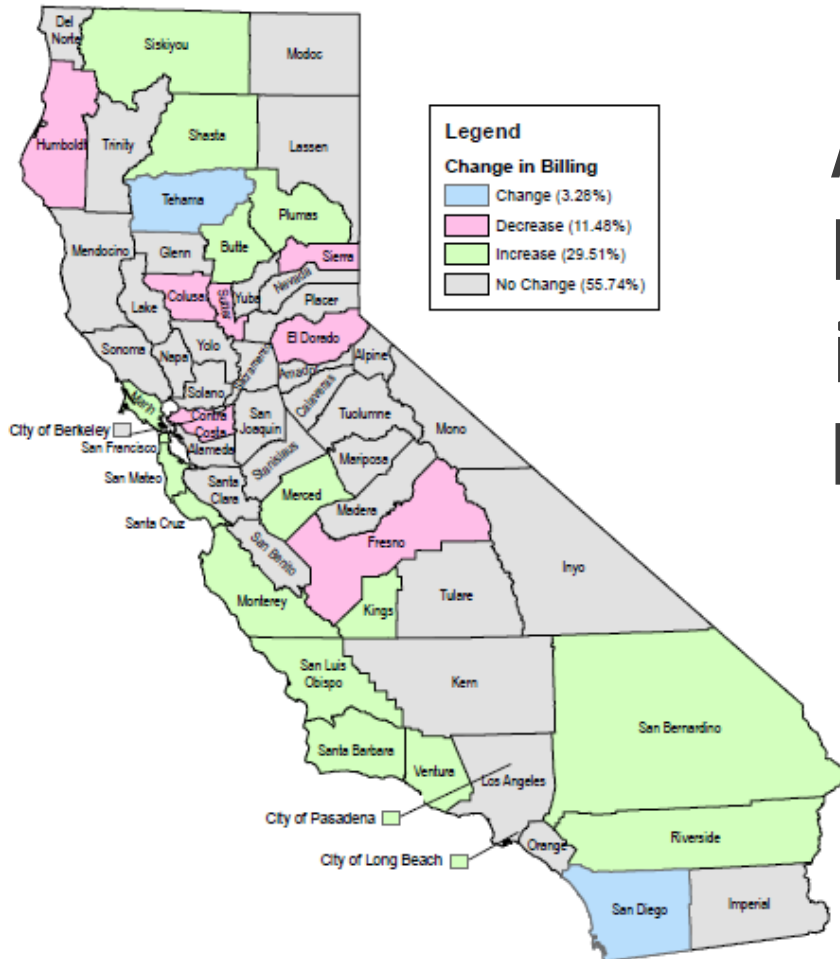 Del
Norte
Siskiyou
Modoc
Humboldt
Trinity
Shasta
Lassen
Legend
Change in Billing
Change (3.28%)
Decrease (11.48%)
Increase (29.51%)
No Change (55.74%)
Tehama
Plumas
Mendocino
Glenn
Butte
Sierra
Nevada
Colusa
Sutter
Yuba
Placer
Lake
El Dorado
Sonoma
Napa
Yolo
Sacramento
Amador
Alpine
Solano
Calaveras
Marin
Contra
Costa
San
Joaquin
Tuolumne
Mono
City of Berkeley
Alameda
San Francisco
Stanislaus
Mariposa
San Mateo
Santa
Clara
Merced
Madera
Santa Cruz
San Benito
Fresno
Inyo
Monterey
Kings
Tulare
San Luis
Obispo
Kern
San Bernardino
Santa Barbara
Ventura
Los Angeles
City of Pasadena
Orange
Riverside
City of Long Beach
San Diego
Imperial